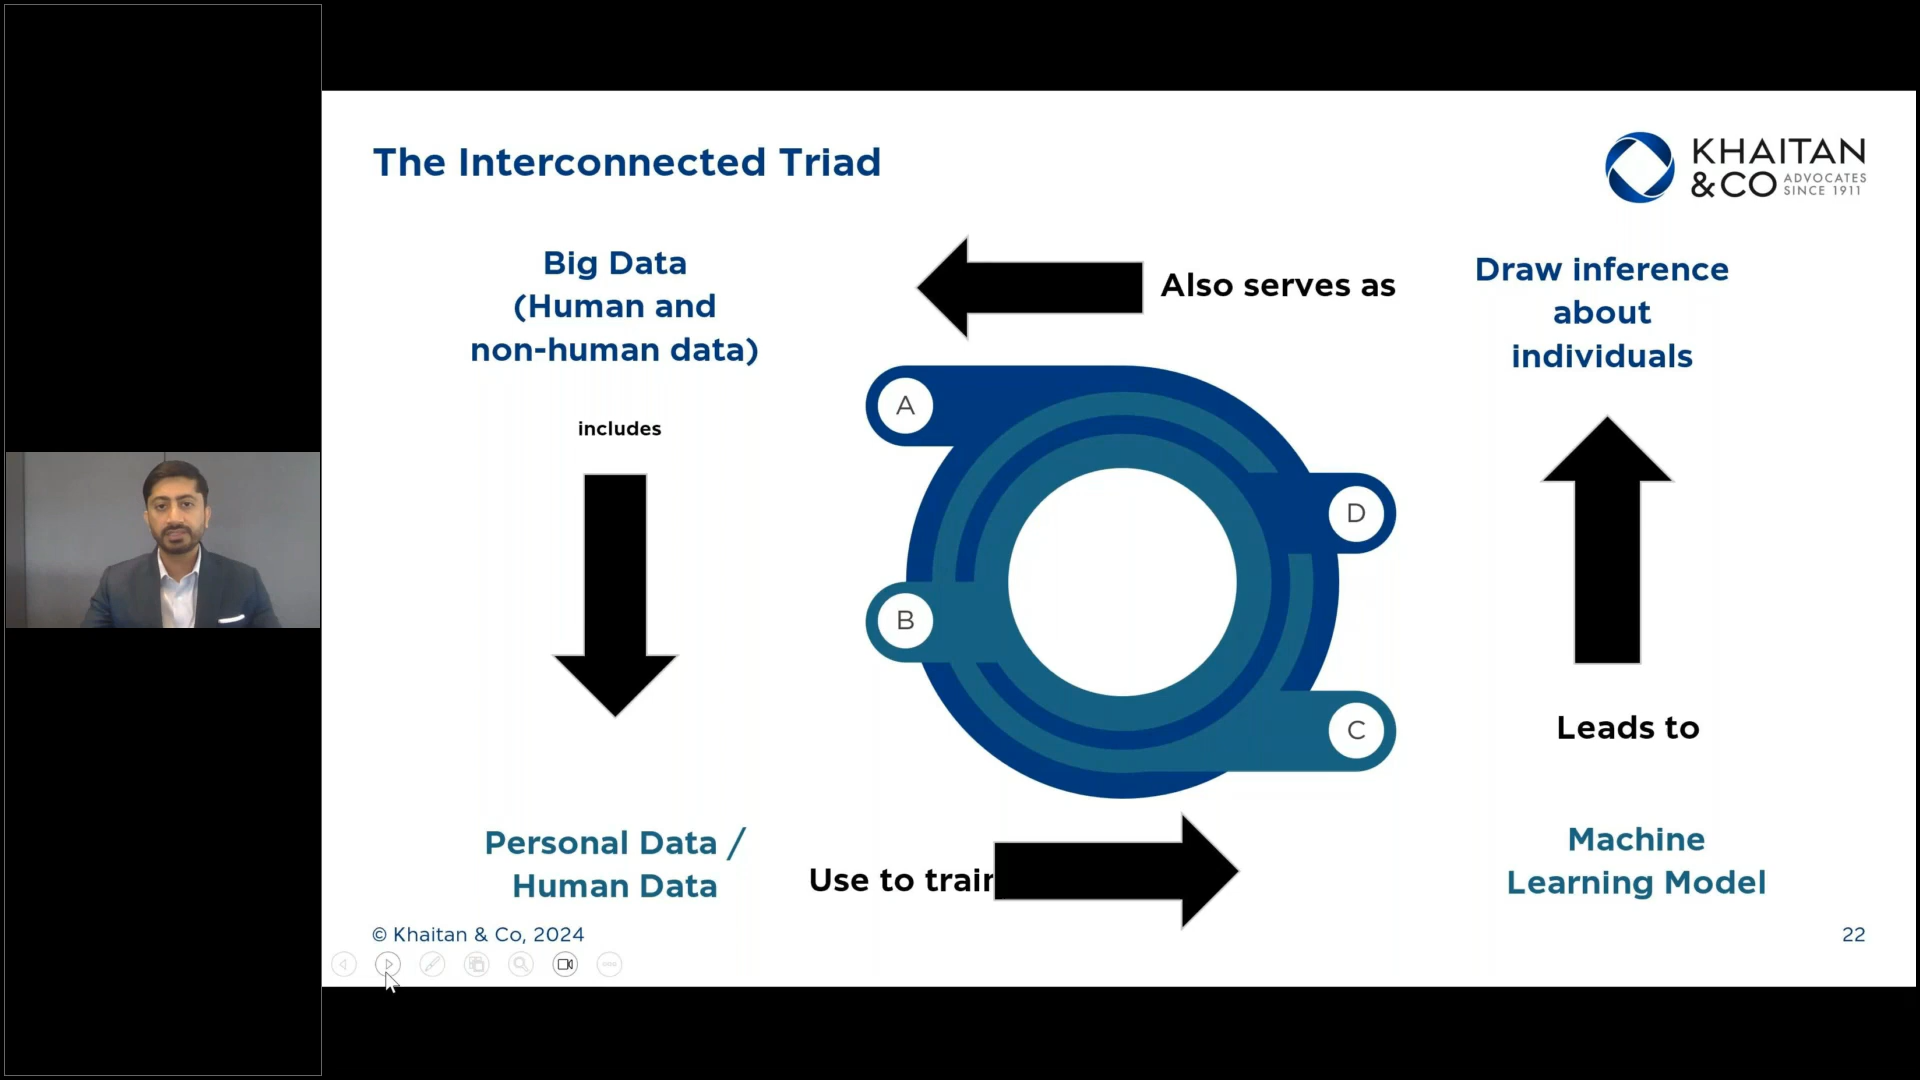 The Interconnected Triad
KHAITAN
&CO ADVOCATES
SINCE 1911
Big Data
(Human and
non-human data)
Also serves as
Draw inference
about
individuals
includes
A
D
B
C
Leads to
Personal Data /
Human Data
Use to train
Machine
Learning Model
© Khaitan & Co, 2024
22